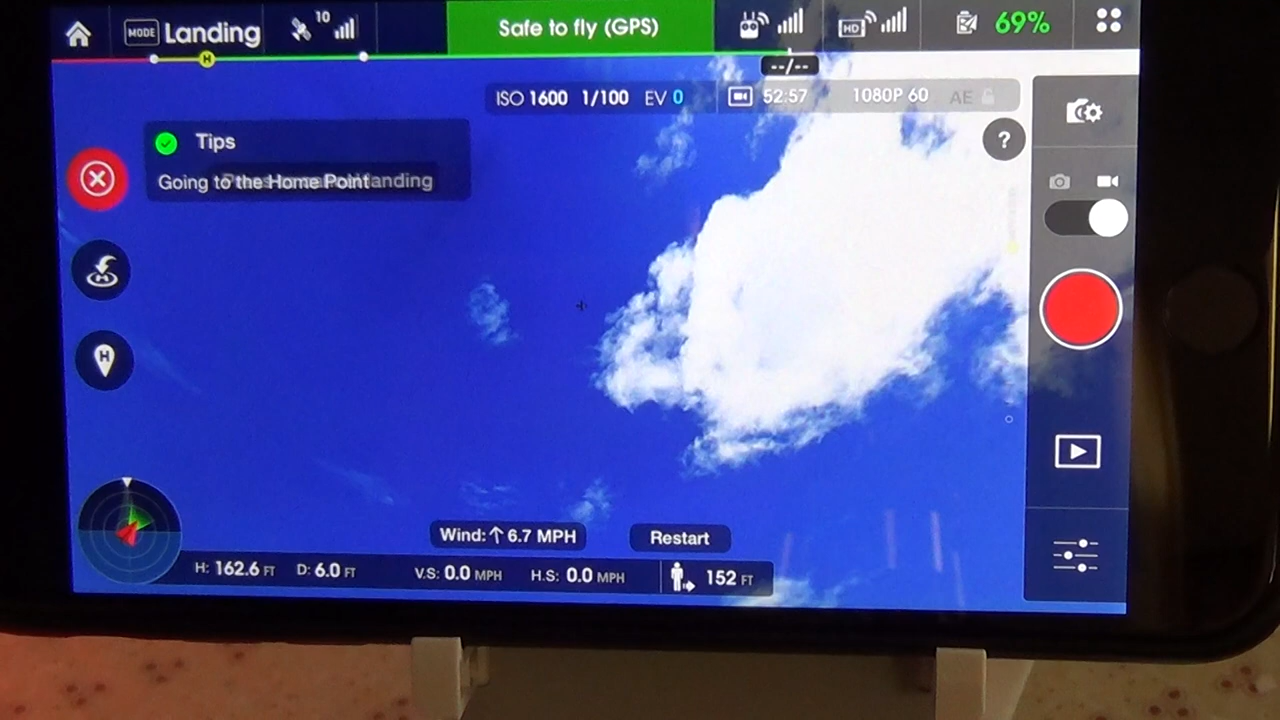 MODE Landing
10
Safe to fly (GPS)
HD
69%
H
--/--
ISO 1600 1/100 EV 0
52:57
1080P 60 AE
Tips
Going to the Home Point landing
?
H
H
Wind: ↑ 6.7 MPH
Restart
H: 162.6 FT D: 6.0 FT V.S: 0.0 MPH H.S: 0.0 MPH 152 FT